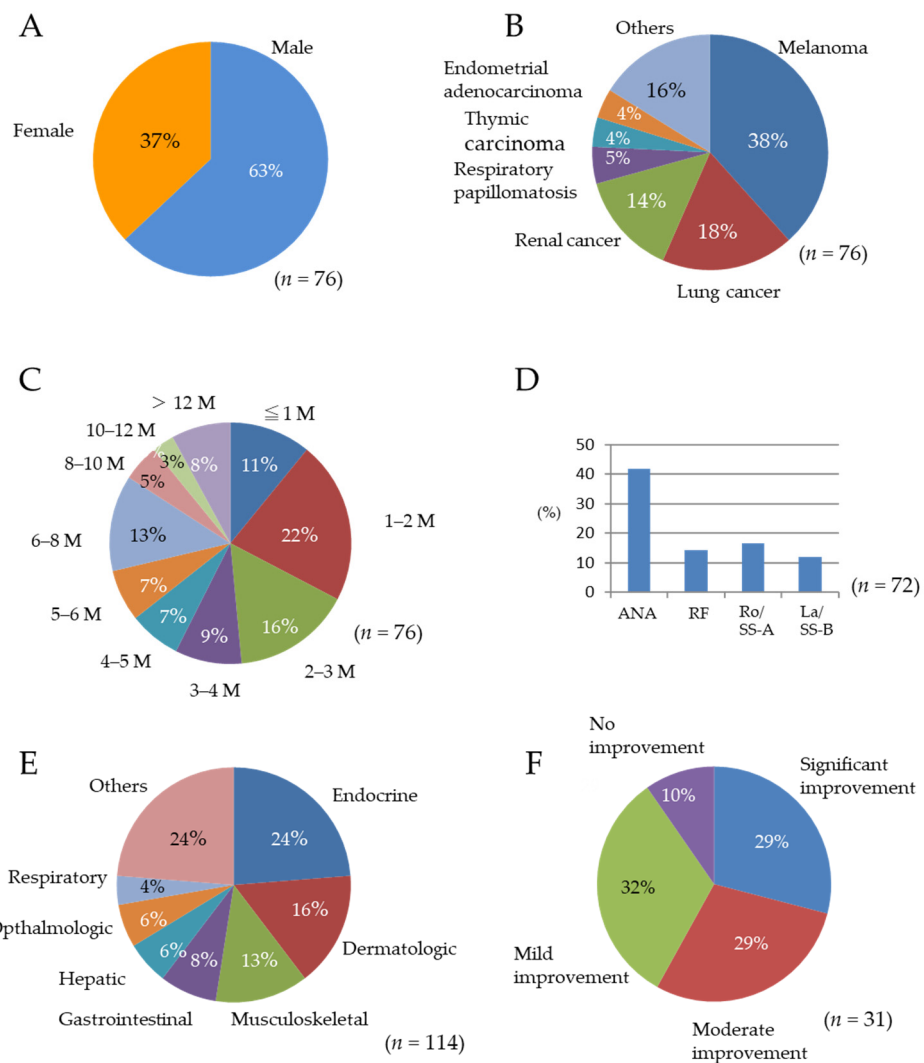 A
Male
Female
37%
63%
(n = 76)
B
Others
Melanoma
Endometrial
adenocarcinoma
16%
4%
Thymic
carcinoma
4%
38%
Respiratory
papillomatosis
5%
14%
Renal cancer
18%
(n = 76)
Lung cancer
C
> 12 M
≦1 M
10–12 M
8–10 M
%
3%
8%
11%
5%
1–2 M
6–8 M
13%
22%
7%
5–6 M
7%
9%
16%
(n = 76)
4–5 M
3–4 M
2–3 M
D
50
40
30
20
10
0
(%)
ANA
RF
Ro/
SS-A
La/
SS-B
(n = 72)
E
Others
Endocrine
24%
24%
Respiratory
4%
Opthalmologic
6%
16%
Dermatologic
6%
8%
13%
Hepatic
Gastrointestinal
Musculoskeletal
(n = 114)
F
No
improvement
Significant
improvement
10%
29%
32%
29%
Mild
improvement
Moderate
improvement
(n = 31)